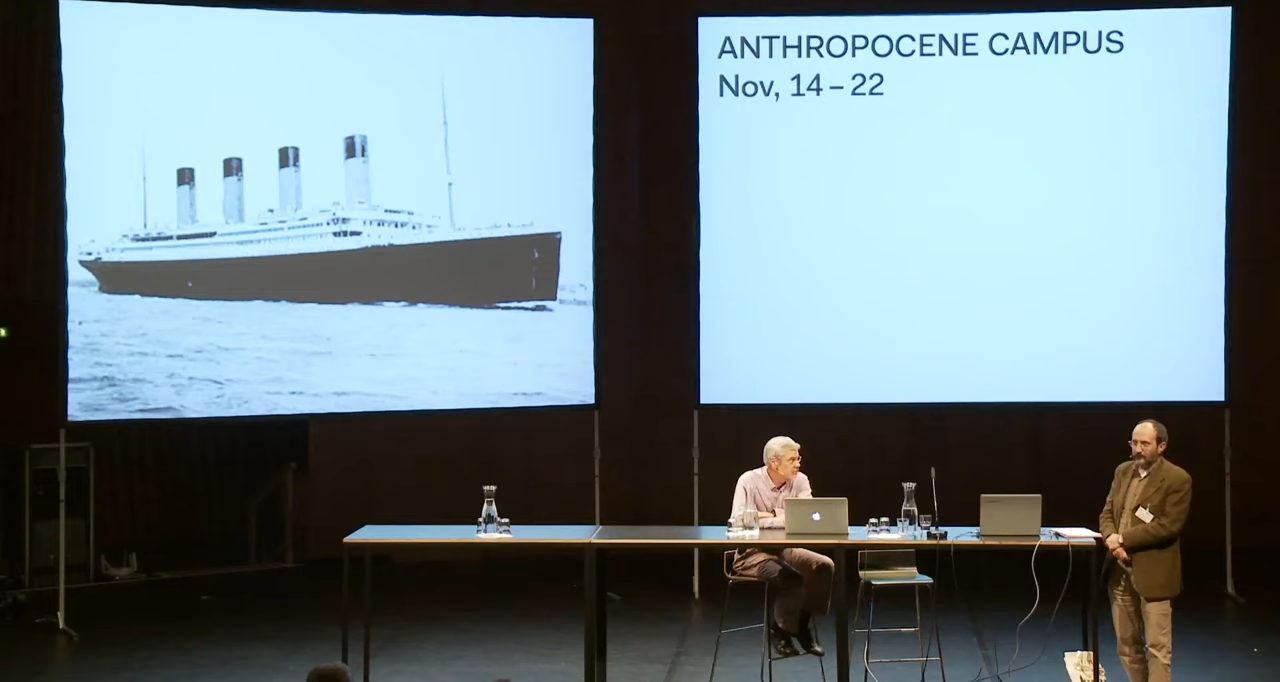 ANTHROPOCENE CAMPUS
Nov, 14 – 22